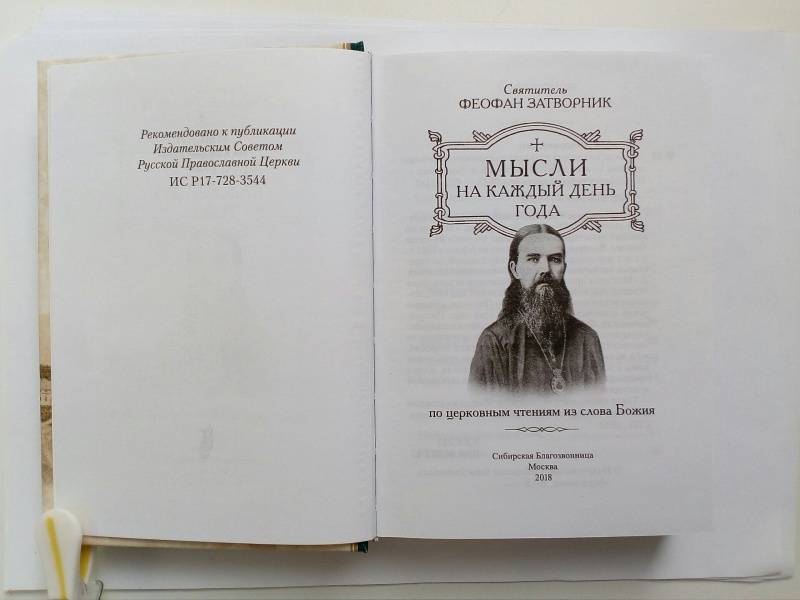 Рекомендовано к публикации
Издательским Советом
Русской Православной Церкви
ИС Р17-728-3544
Святитель
ФЕОФАН ЗАТВОРНИК
МЫСЛИ
НА КАЖДЫЙ ДЕНЬ
ГОДА
по церковным чтениям из слова Божия
Сибирская Благозвонница
Москва
2018